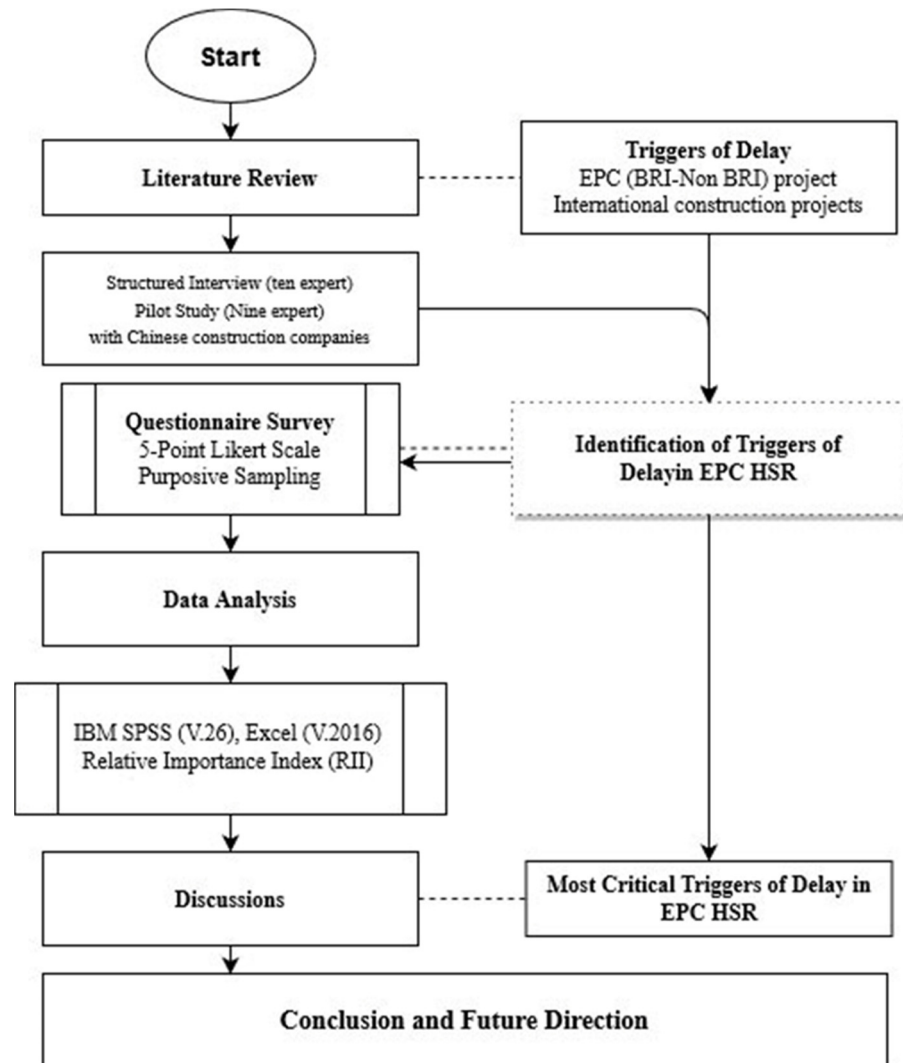 Start
Literature Review
Triggers of Delay
EPC (BRI-Non BRI) project
International construction projects
Structured Interview (ten expert)
Pilot Study (Nine expert)
with Chinese construction companies
Questionnaire Survey
5-Point Likert Scale
Purposive Sampling
Identification of Triggers of
Delayin EPC HSR
Data Analysis
IBM SPSS (V.26), Excel (V.2016)
Relative Importance Index (RII)
Discussions
Most Critical Triggers of Delay in
EPC HSR
Conclusion and Future Direction